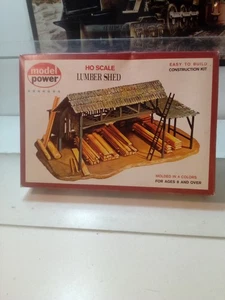 model
power
HO SCALE
LUMBER SHED
EASY TO BUILD
CONSTRUCTION KIT
MOLDED IN 4 COLORS
FOR AGES 8 AND OVER